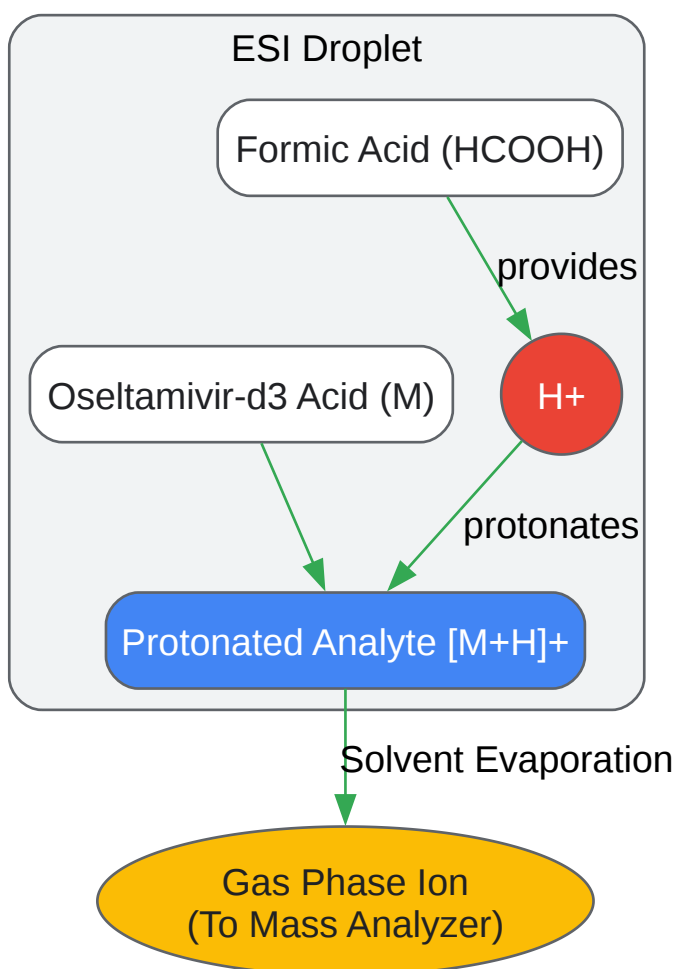 ESI Droplet
Formic Acid (HCOOH)
provides
Oseltamivir-d3 Acid (M)
H+
protonates
Protonated Analyte [M+H]+
Solvent Evaporation
Gas Phase Ion
(To Mass Analyzer)